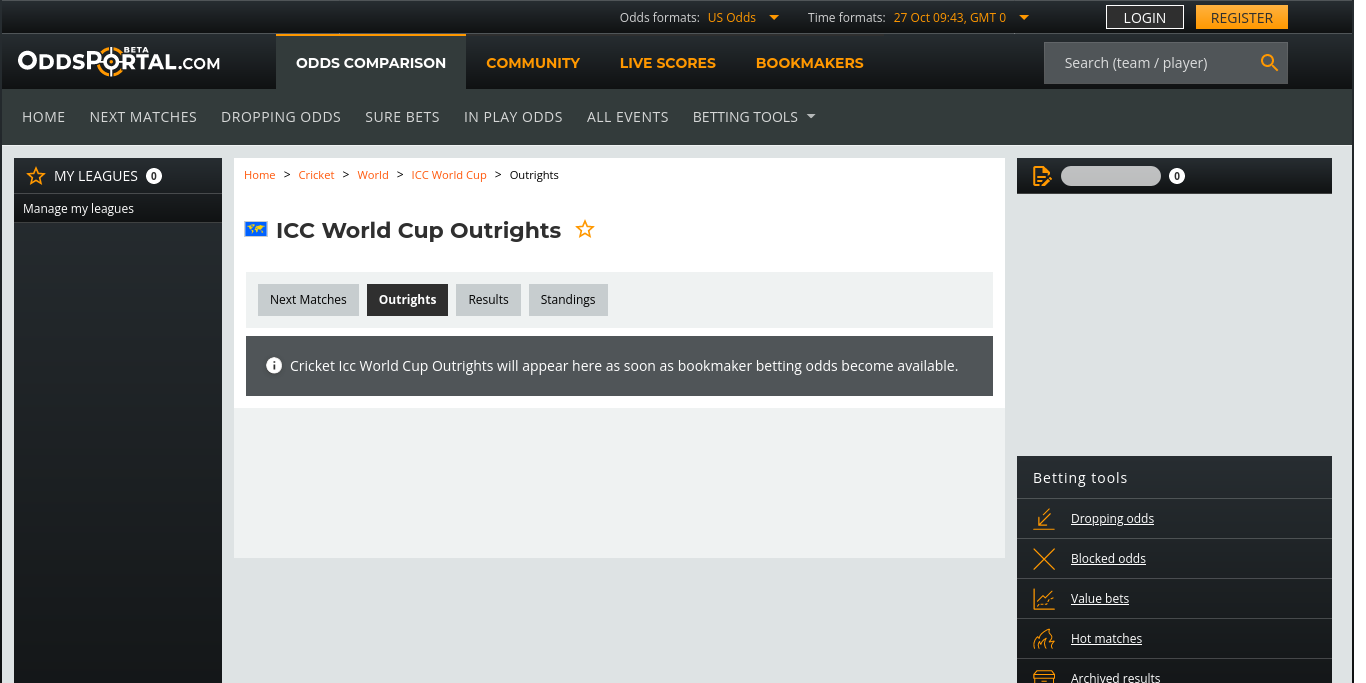 Odds formats: US Odds Time formats: 27 Oct 09:43, GMT 0 LOGIN REGISTER
ODDSPORTAL.COM BETA ODDS COMPARISON COMMUNITY LIVE SCORES BOOKMAKERS Search (team / player)
HOME NEXT MATCHES DROPPING ODDS SURE BETS IN PLAY ODDS ALL EVENTS BETTING TOOLS
MY LEAGUES 0
Manage my leagues
Home > Cricket > World > ICC World Cup > Outrights
ICC World Cup Outrights
Next Matches Outrights Results Standings
Cricket Icc World Cup Outrights will appear here as soon as bookmaker betting odds become available.
0
Betting tools
Dropping odds
Blocked odds
Value bets
Hot matches
Archived results